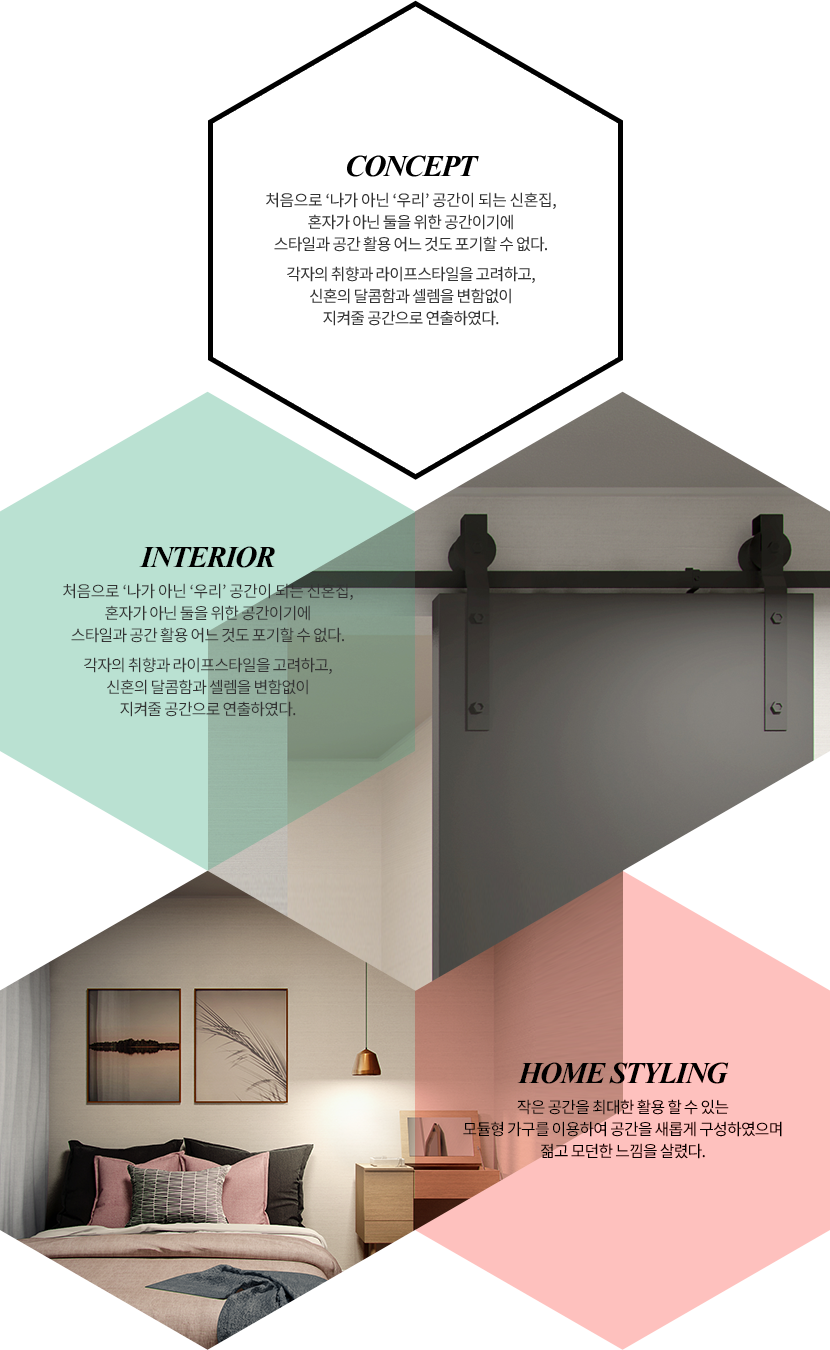 CONCEPT
처음으로 ‘나가 아닌 ‘우리’ 공간이 되는 신혼집,
혼자가 아닌 둘을 위한 공간이기에
스타일과 공간 활용 어느 것도 포기할 수 없다.
각자의 취향과 라이프스타일을 고려하고,
신혼의 달콤함과 셀렘을 변함없이
지켜줄 공간으로 연출하였다.
INTERIOR
처음으로 ‘나가 아닌 ‘우리’ 공간이 되는 신혼집,
혼자가 아닌 둘을 위한 공간이기에
스타일과 공간 활용 어느 것도 포기할 수 없다.
각자의 취향과 라이프스타일을 고려하고,
신혼의 달콤함과 셀렘을 변함없이
지켜줄 공간으로 연출하였다.
HOME STYLING
작은 공간을 최대한 활용 할 수 있는
모듈형 가구를 이용하여 공간을 새롭게 구성하였으며
젊고 모던한 느낌을 살렸다.